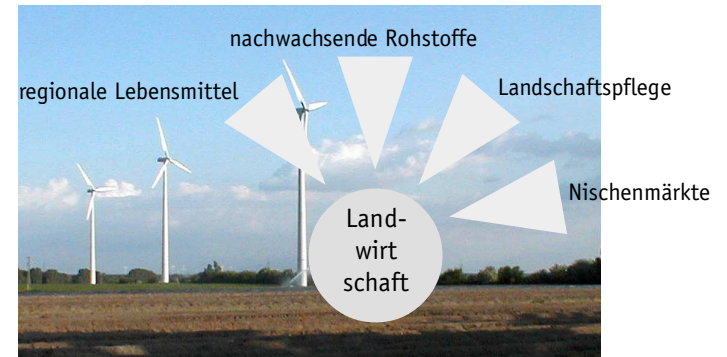 nachwachsende Rohstoffe
regionale Lebensmittel
Landschaftspflege
Nischenmärkte
Land-
wirt
schaft